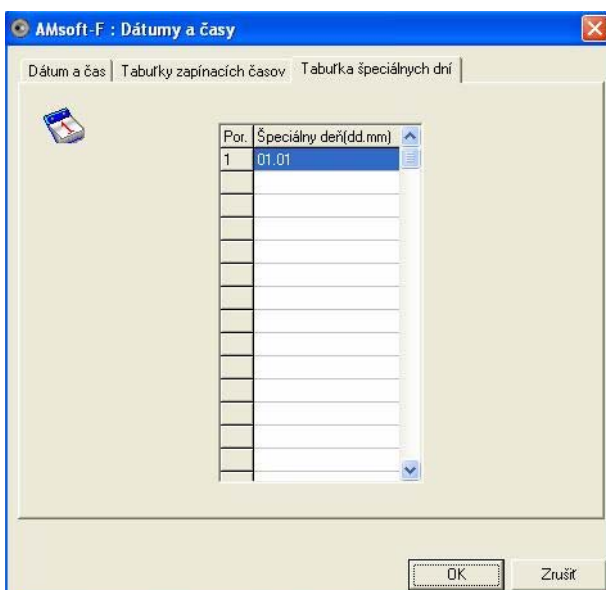 AMsoft-F : Dátumy a časy
Dátum a čas Tabuľky zapínacích časov Tabuľka špeciálnych dní
Por. Špeciálny deň(dd.mm)
1 01.01
OK Zrušiť